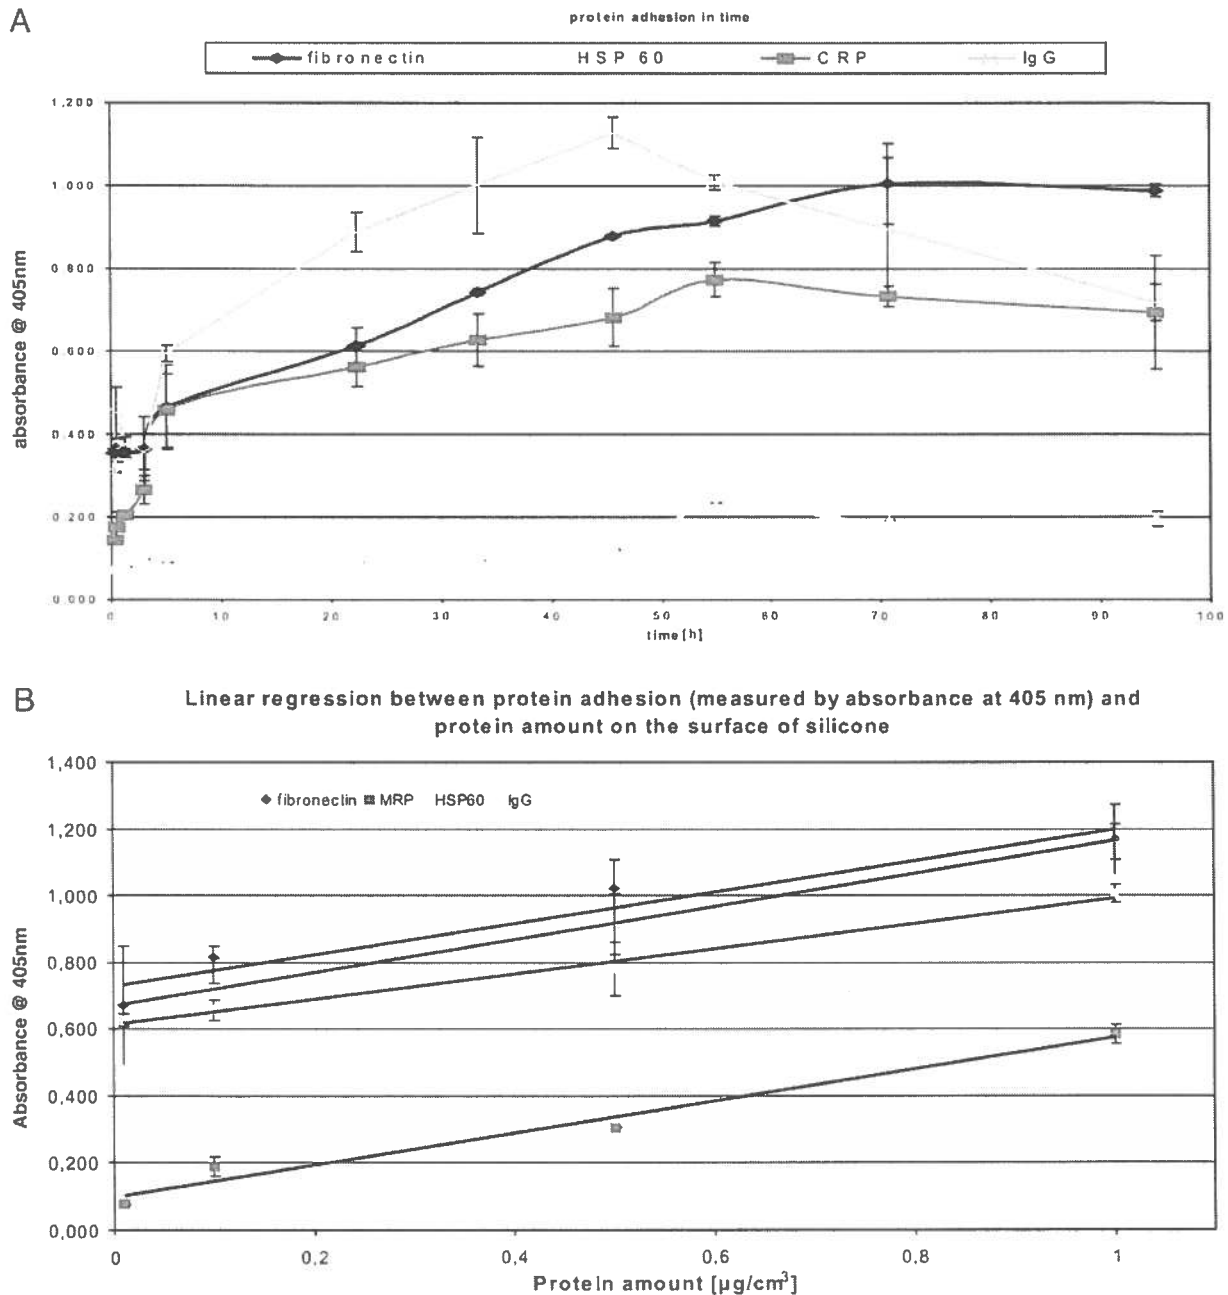 A
protein adhesion in time
fibronectin HSP 60 CRP IgG
1.200
1.000
0.800
0.600
0.400
0.200
0.000
absorbance @ 405nm
0 10 20 30 40 50 60 70 80 90 100
time [h]
B
Linear regression between protein adhesion (measured by absorbance at 405 nm) and
protein amount on the surface of silicone
fibronectin MRP HSP60 IgG
1,400
1,200
1,000
0,800
0,600
0,400
0,200
0,000
Absorbance @ 405nm
0 0,2 0,4 0,6 0,8 1
Protein amount [µg/cm³]